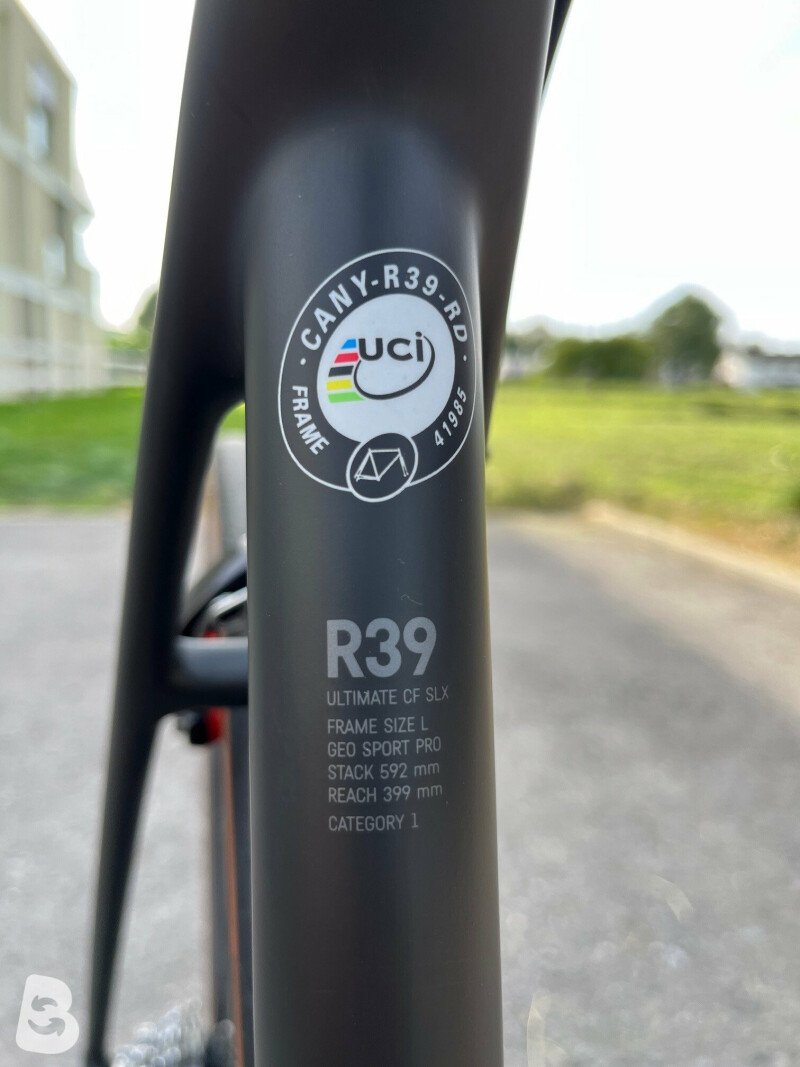 CANY-R39-RD
uci
FRAME
41985
R39
ULTIMATE CF SLX
FRAME SIZE L
GEO SPORT PRO
STACK 592 mm
REACH 399 mm
CATEGORY 1
B